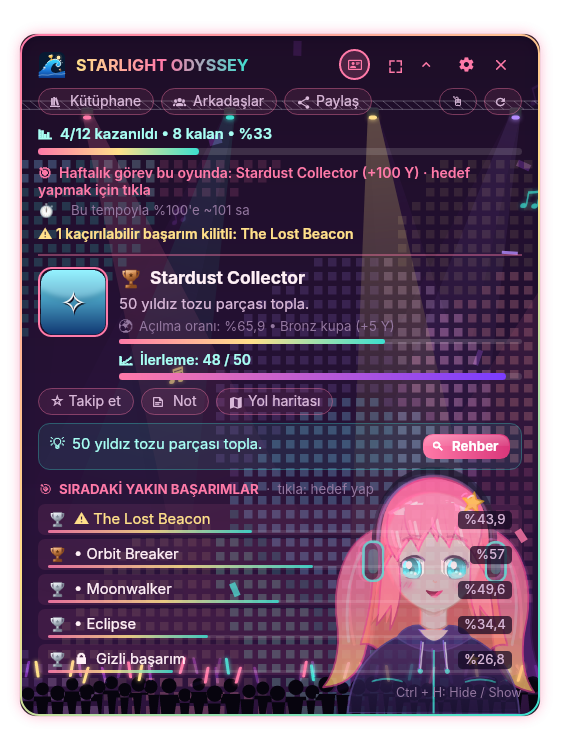 STARLIGHT ODYSSEY
Kütüphane
Arkadaşlar
Paylaş
4/12 kazanıldı • 8 kalan • %33
Haftalık görev bu oyunda: Stardust Collector (+100 Y) · hedef
yapmak için tıkla
Bu tempoyla %100'e ~101 sa
1 kaçırılabilir başarım kilitli: The Lost Beacon
Stardust Collector
50 yıldız tozu parçası topla.
Açılma oranı: %65,9 • Bronz kupa (+5 Y)
İlerleme: 48 / 50
Takip et
Not
Yol haritası
50 yıldız tozu parçası topla.
Rehber
SIRADAKİ YAKIN BAŞARIMLAR · tıkla: hedef yap
The Lost Beacon %43,9
• Orbit Breaker %57
• Moonwalker %49,6
• Eclipse %34,4
Gizli başarım %26,8
Ctrl + H: Hide / Show